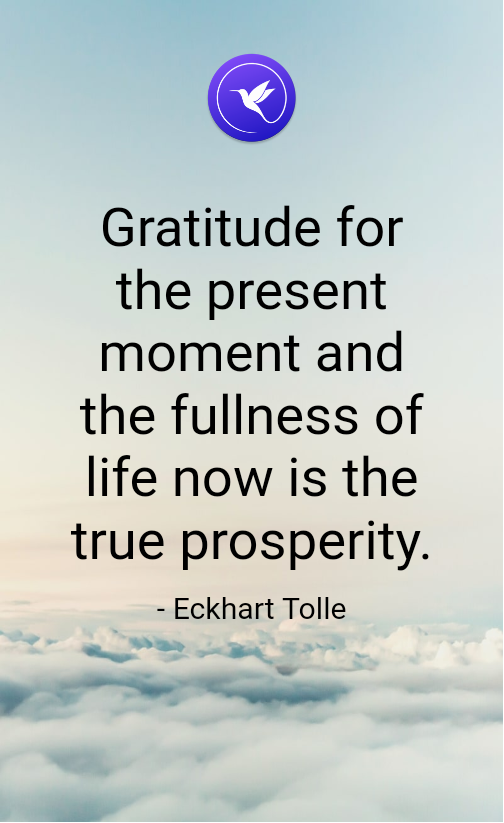 Gratitude for
the present
moment and
the fullness of
life now is the
true prosperity.
- Eckhart Tolle